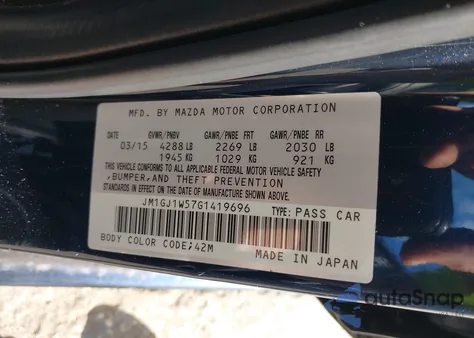 MFD. BY MAZDA MOTOR CORPORATION
DATE GVWR/PNBV GAWR/PNBE FRT GAWR/PNBE RR
03/15 4288 LB 2269 LB 2030 LB
1945 KG 1029 KG 921 KG
THIS VEHICLE CONFORMS TO ALL APPLICABLE FEDERAL MOTOR VEHICLE SAFETY
,BUMPER,AND THEFT PREVENTION
STANDARDS IN EFFECT ON DATE OF MANUFACTURE SHOWN ABOVE.
JM1GJ1W57G1419696 TYPE: PASS CAR
BODY COLOR CODE;42M MADE IN JAPAN
autoSnap